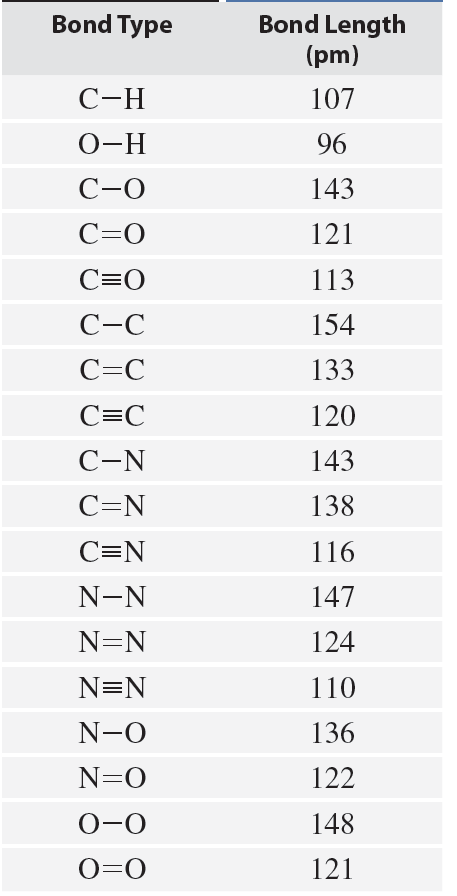 Bond Type Bond Length
(pm)
C−H 107
O−H 96
C−O 143
C=O 121
C≡O 113
C−C 154
C=C 133
C≡C 120
C−N 143
C=N 138
C≡N 116
N−N 147
N=N 124
N≡N 110
N−O 136
N=O 122
O−O 148
O=O 121